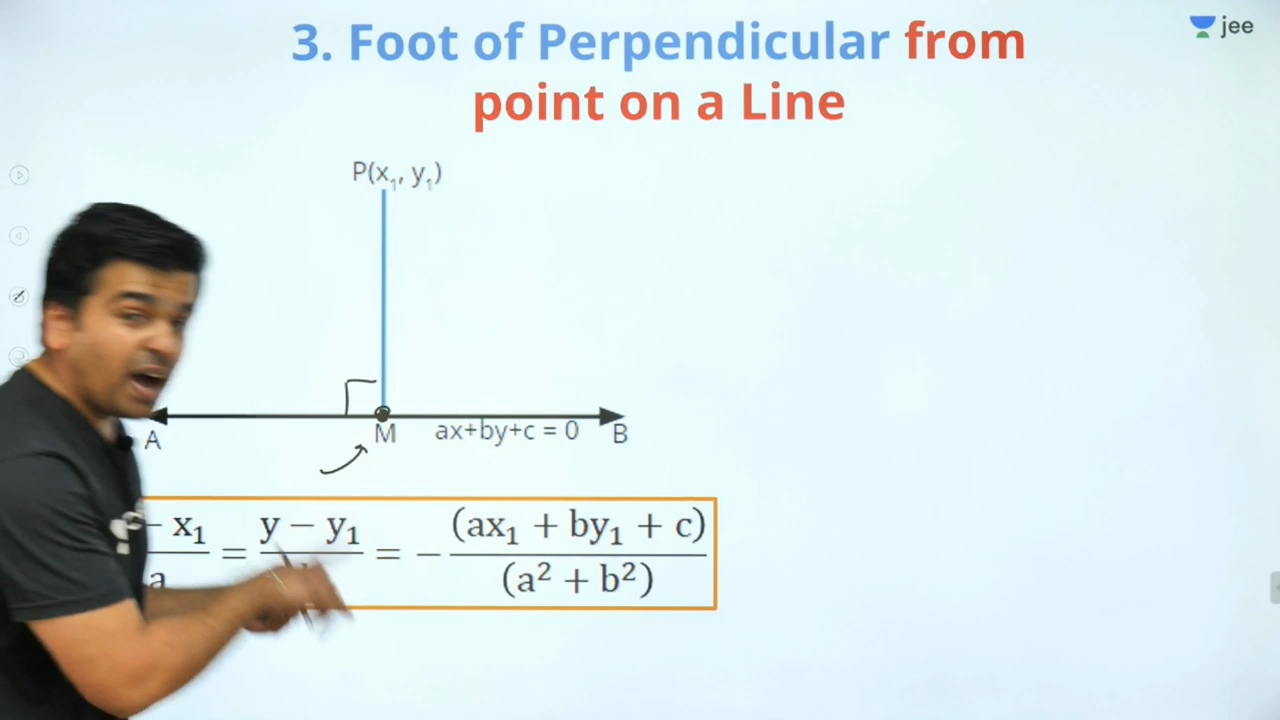 3. Foot of Perpendicular from
point on a Line
jee
P(x₁, y₁)
A
M
ax+by+c = 0
B
− x₁ / a = y − y₁ / = − (ax₁ + by₁ + c) / (a² + b²)